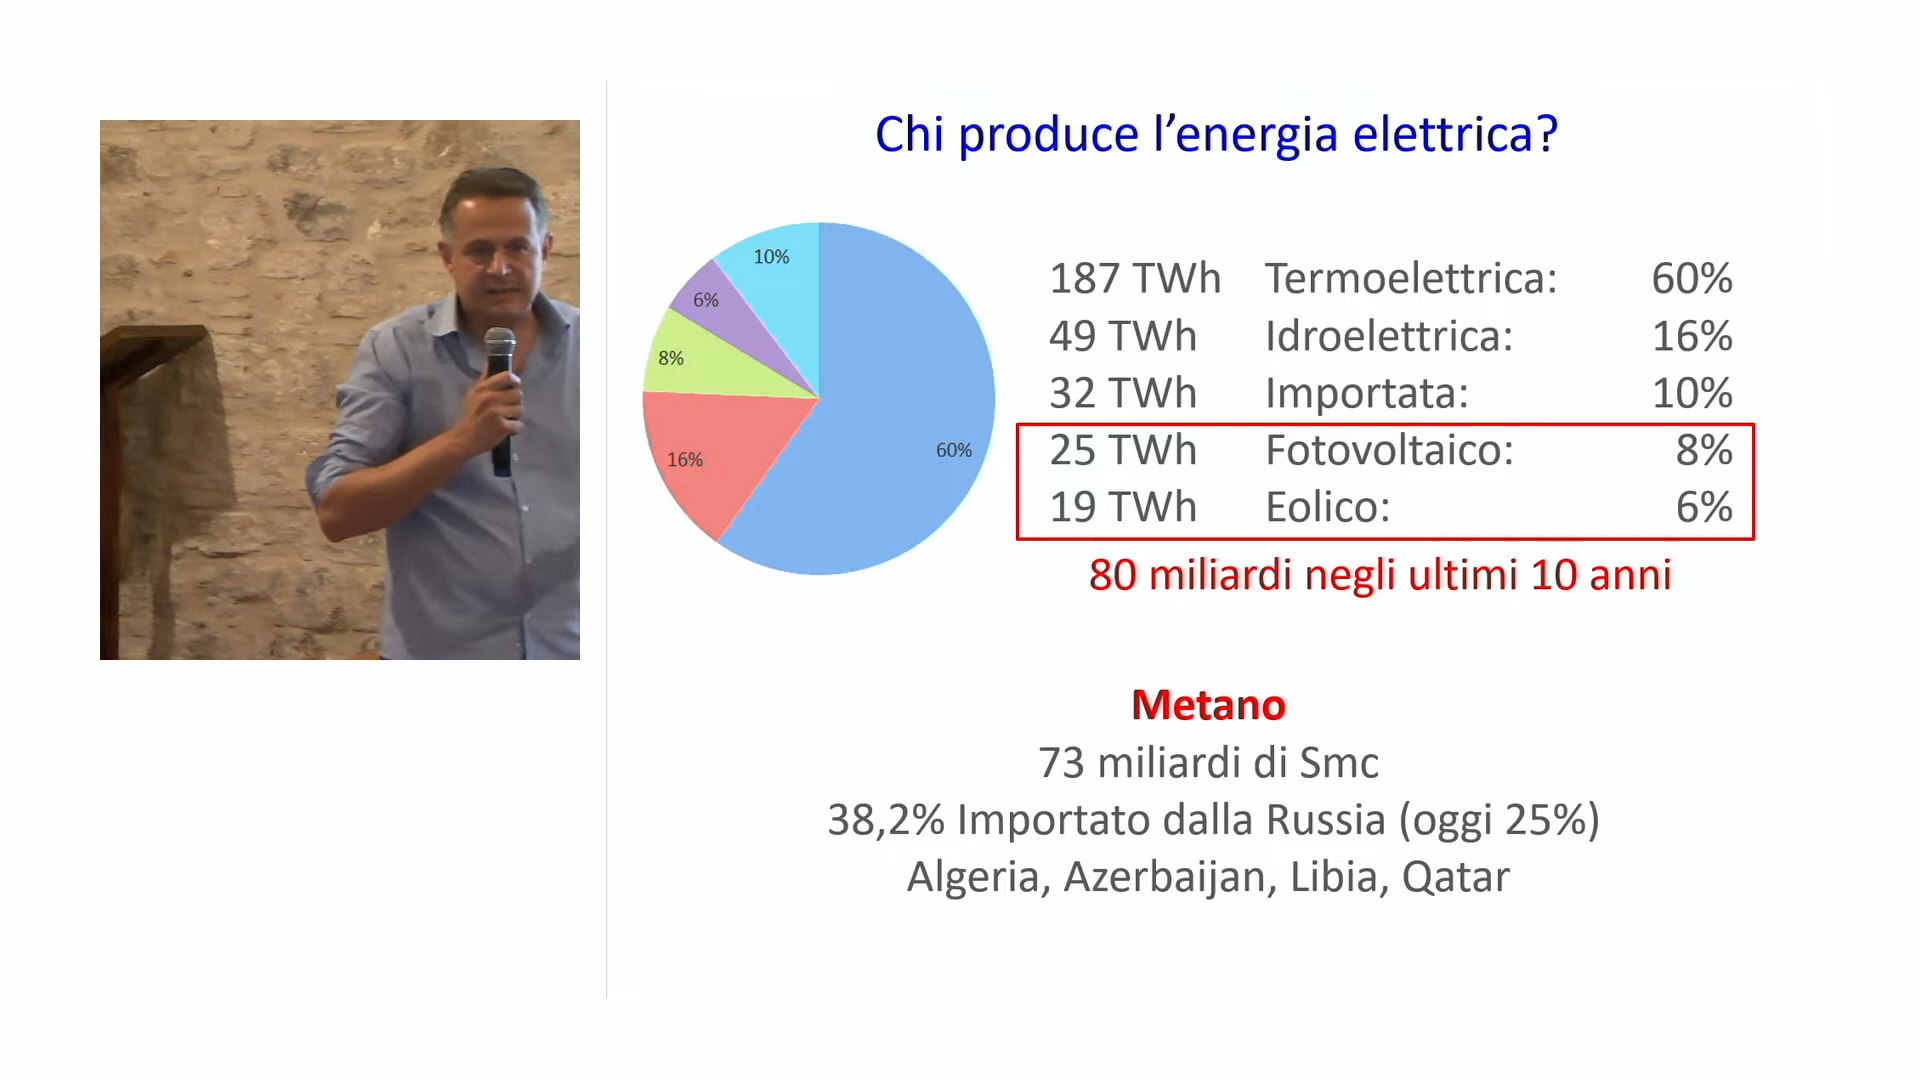 Chi produce l'energia elettrica?
10%
6%
8%
16%
60%
187 TWh Termoelettrica: 60%
49 TWh Idroelettrica: 16%
32 TWh Importata: 10%
25 TWh Fotovoltaico: 8%
19 TWh Eolico: 6%
80 miliardi negli ultimi 10 anni
Metano
73 miliardi di Smc
38,2% Importato dalla Russia (oggi 25%)
Algeria, Azerbaijan, Libia, Qatar